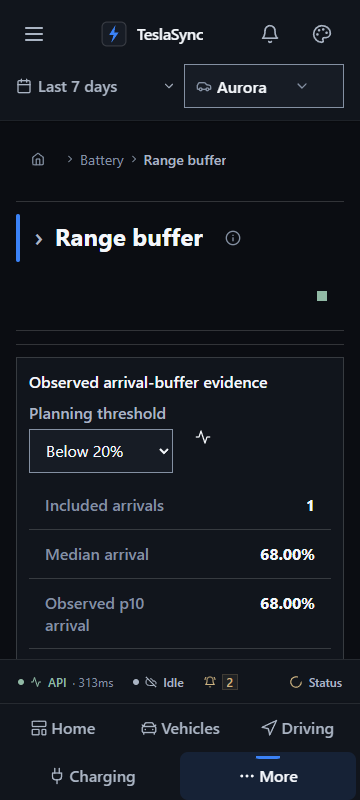 TeslaSync
Last 7 days
Aurora
Battery
Range buffer
Range buffer
Observed arrival-buffer evidence
Planning threshold
Below 20%
Included arrivals 1
Median arrival 68.00%
Observed p10 68.00%
arrival
API · 313ms Idle 2 Status
Home Vehicles Driving
Charging More